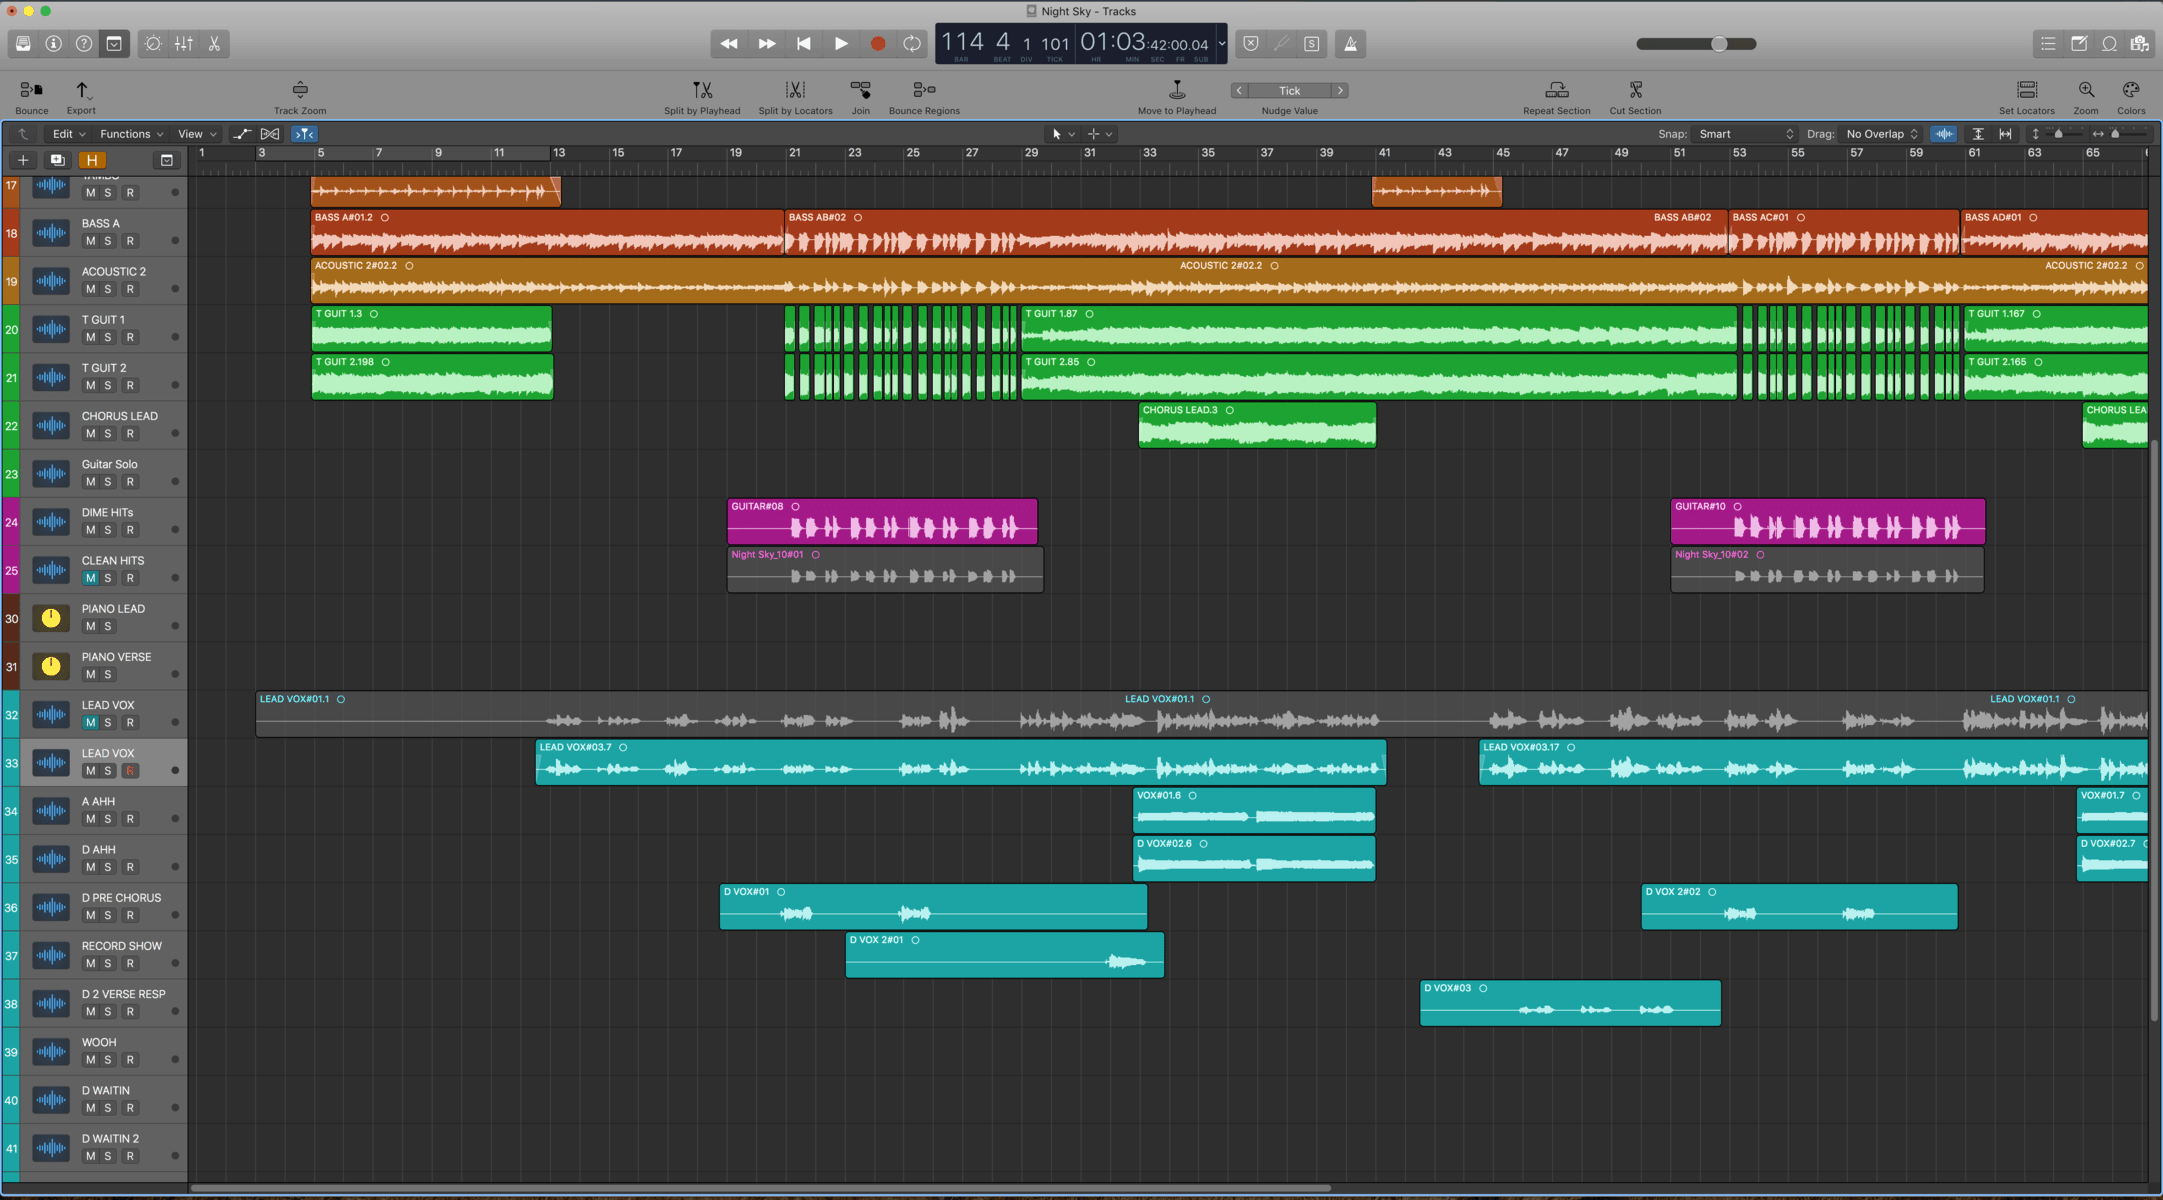 Night Sky - Tracks
114 4 1 101 01:03:42:00.04
BAR BEAT DIV TICK HR MIN SEC FR SUB
S
Bounce Export Track Zoom Split by Playhead Split by Locators Join Bounce Regions Move to Playhead Tick Nudge Value Repeat Section Cut Section Set Locators Zoom Colors
Edit Functions View Snap: Smart Drag: No Overlap
H 1 3 5 7 9 11 13 15 17 19 21 23 25 27 29 31 33 35 37 39 41 43 45 47 49 51 53 55 57 59 61 63 65
17 TAMBO
M S R
18 BASS A
M S R
BASS A#01.2 BASS AB#02 BASS AB#02 BASS AC#01 BASS AD#01
19 ACOUSTIC 2
M S R
ACOUSTIC 2#02.2 ACOUSTIC 2#02.2 ACOUSTIC 2#02.2
20 T GUIT 1
M S R
T GUIT 1.3 T GUIT 1.87 T GUIT 1.167
21 T GUIT 2
M S R
T GUIT 2.198 T GUIT 2.85 T GUIT 2.165
22 CHORUS LEAD
M S R
CHORUS LEAD.3 CHORUS LEA
23 Guitar Solo
M S R
24 DIME HITs
M S R
GUITAR#08 GUITAR#10
25 CLEAN HITS
M S R
Night Sky_10#01 Night Sky_10#02
30 PIANO LEAD
M S
31 PIANO VERSE
M S
32 LEAD VOX
M S R
LEAD VOX#01.1 LEAD VOX#01.1 LEAD VOX#01.1
33 LEAD VOX
M S R
LEAD VOX#03.7 LEAD VOX#03.17
34 A AHH
M S R
VOX#01.6 VOX#01.7
35 D AHH
M S R
D VOX#02.6 D VOX#02.7
36 D PRE CHORUS
M S R
D VOX#01 D VOX 2#02
37 RECORD SHOW
M S R
D VOX 2#01
38 D 2 VERSE RESP
M S R
D VOX#03
39 WOOH
M S R
40 D WAITIN
M S R
41 D WAITIN 2
M S R